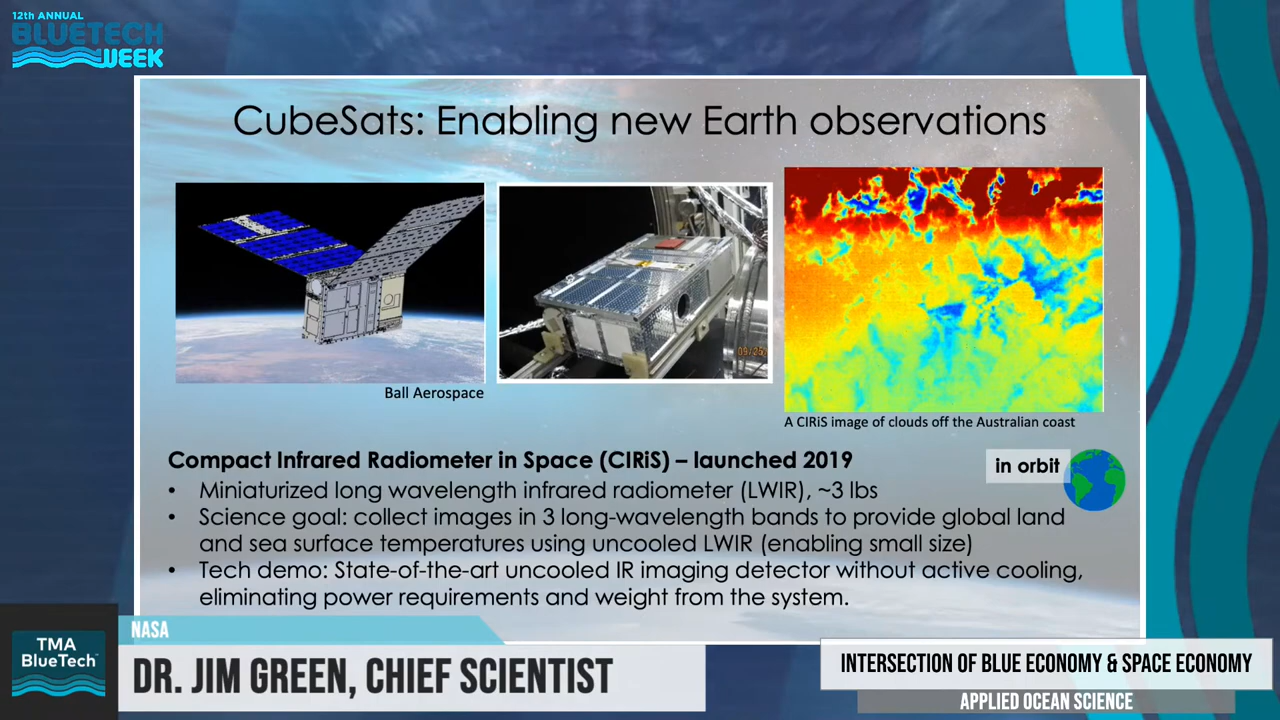 12th ANNUAL
BLUETECH
WEEK
CubeSats: Enabling new Earth observations
09/25
Ball Aerospace
A CIRiS image of clouds off the Australian coast
Compact Infrared Radiometer in Space (CIRiS) – launched 2019
in orbit
• Miniaturized long wavelength infrared radiometer (LWIR), ~3 lbs
• Science goal: collect images in 3 long-wavelength bands to provide global land
and sea surface temperatures using uncooled LWIR (enabling small size)
• Tech demo: State-of-the-art uncooled IR imaging detector without active cooling,
eliminating power requirements and weight from the system.
NASA
TMA
BlueTech™
DR. JIM GREEN, CHIEF SCIENTIST
INTERSECTION OF BLUE ECONOMY & SPACE ECONOMY
APPLIED OCEAN SCIENCE